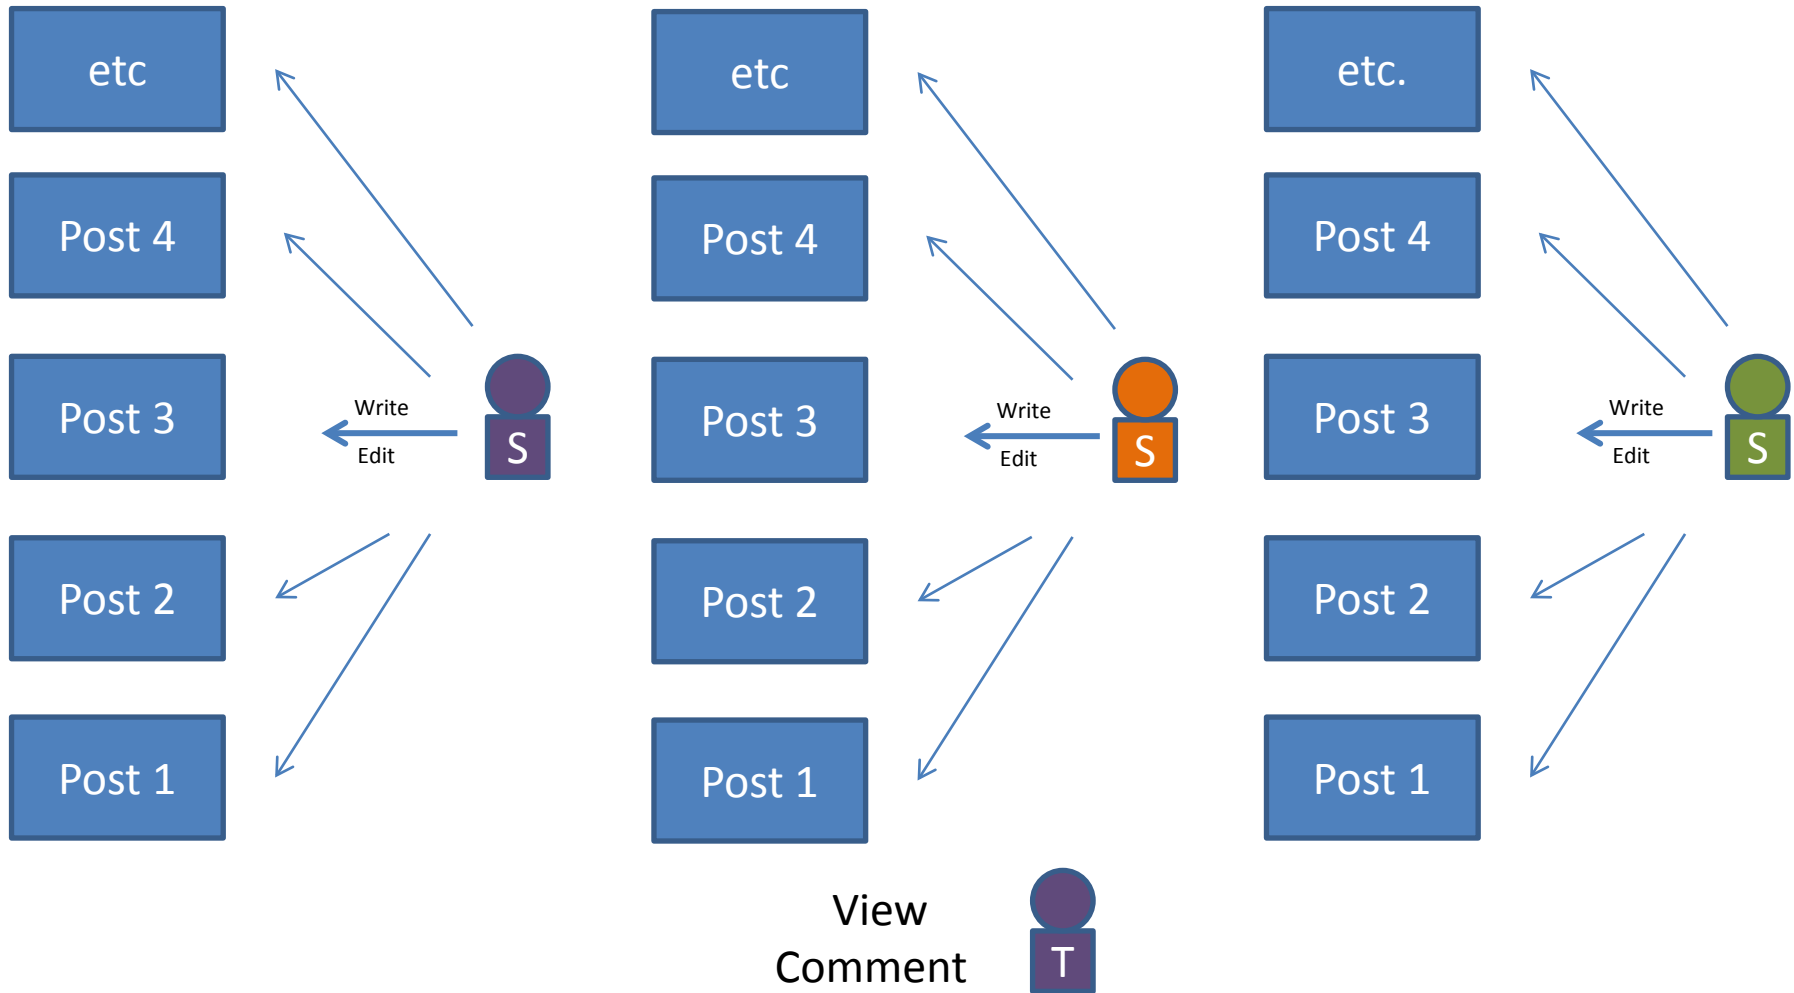 etc
Post 4
Post 3
Post 2
Post 1
Write
Edit
S
etc
Post 4
Post 3
Post 2
Post 1
Write
Edit
S
etc.
Post 4
Post 3
Post 2
Post 1
Write
Edit
S
View
Comment
T